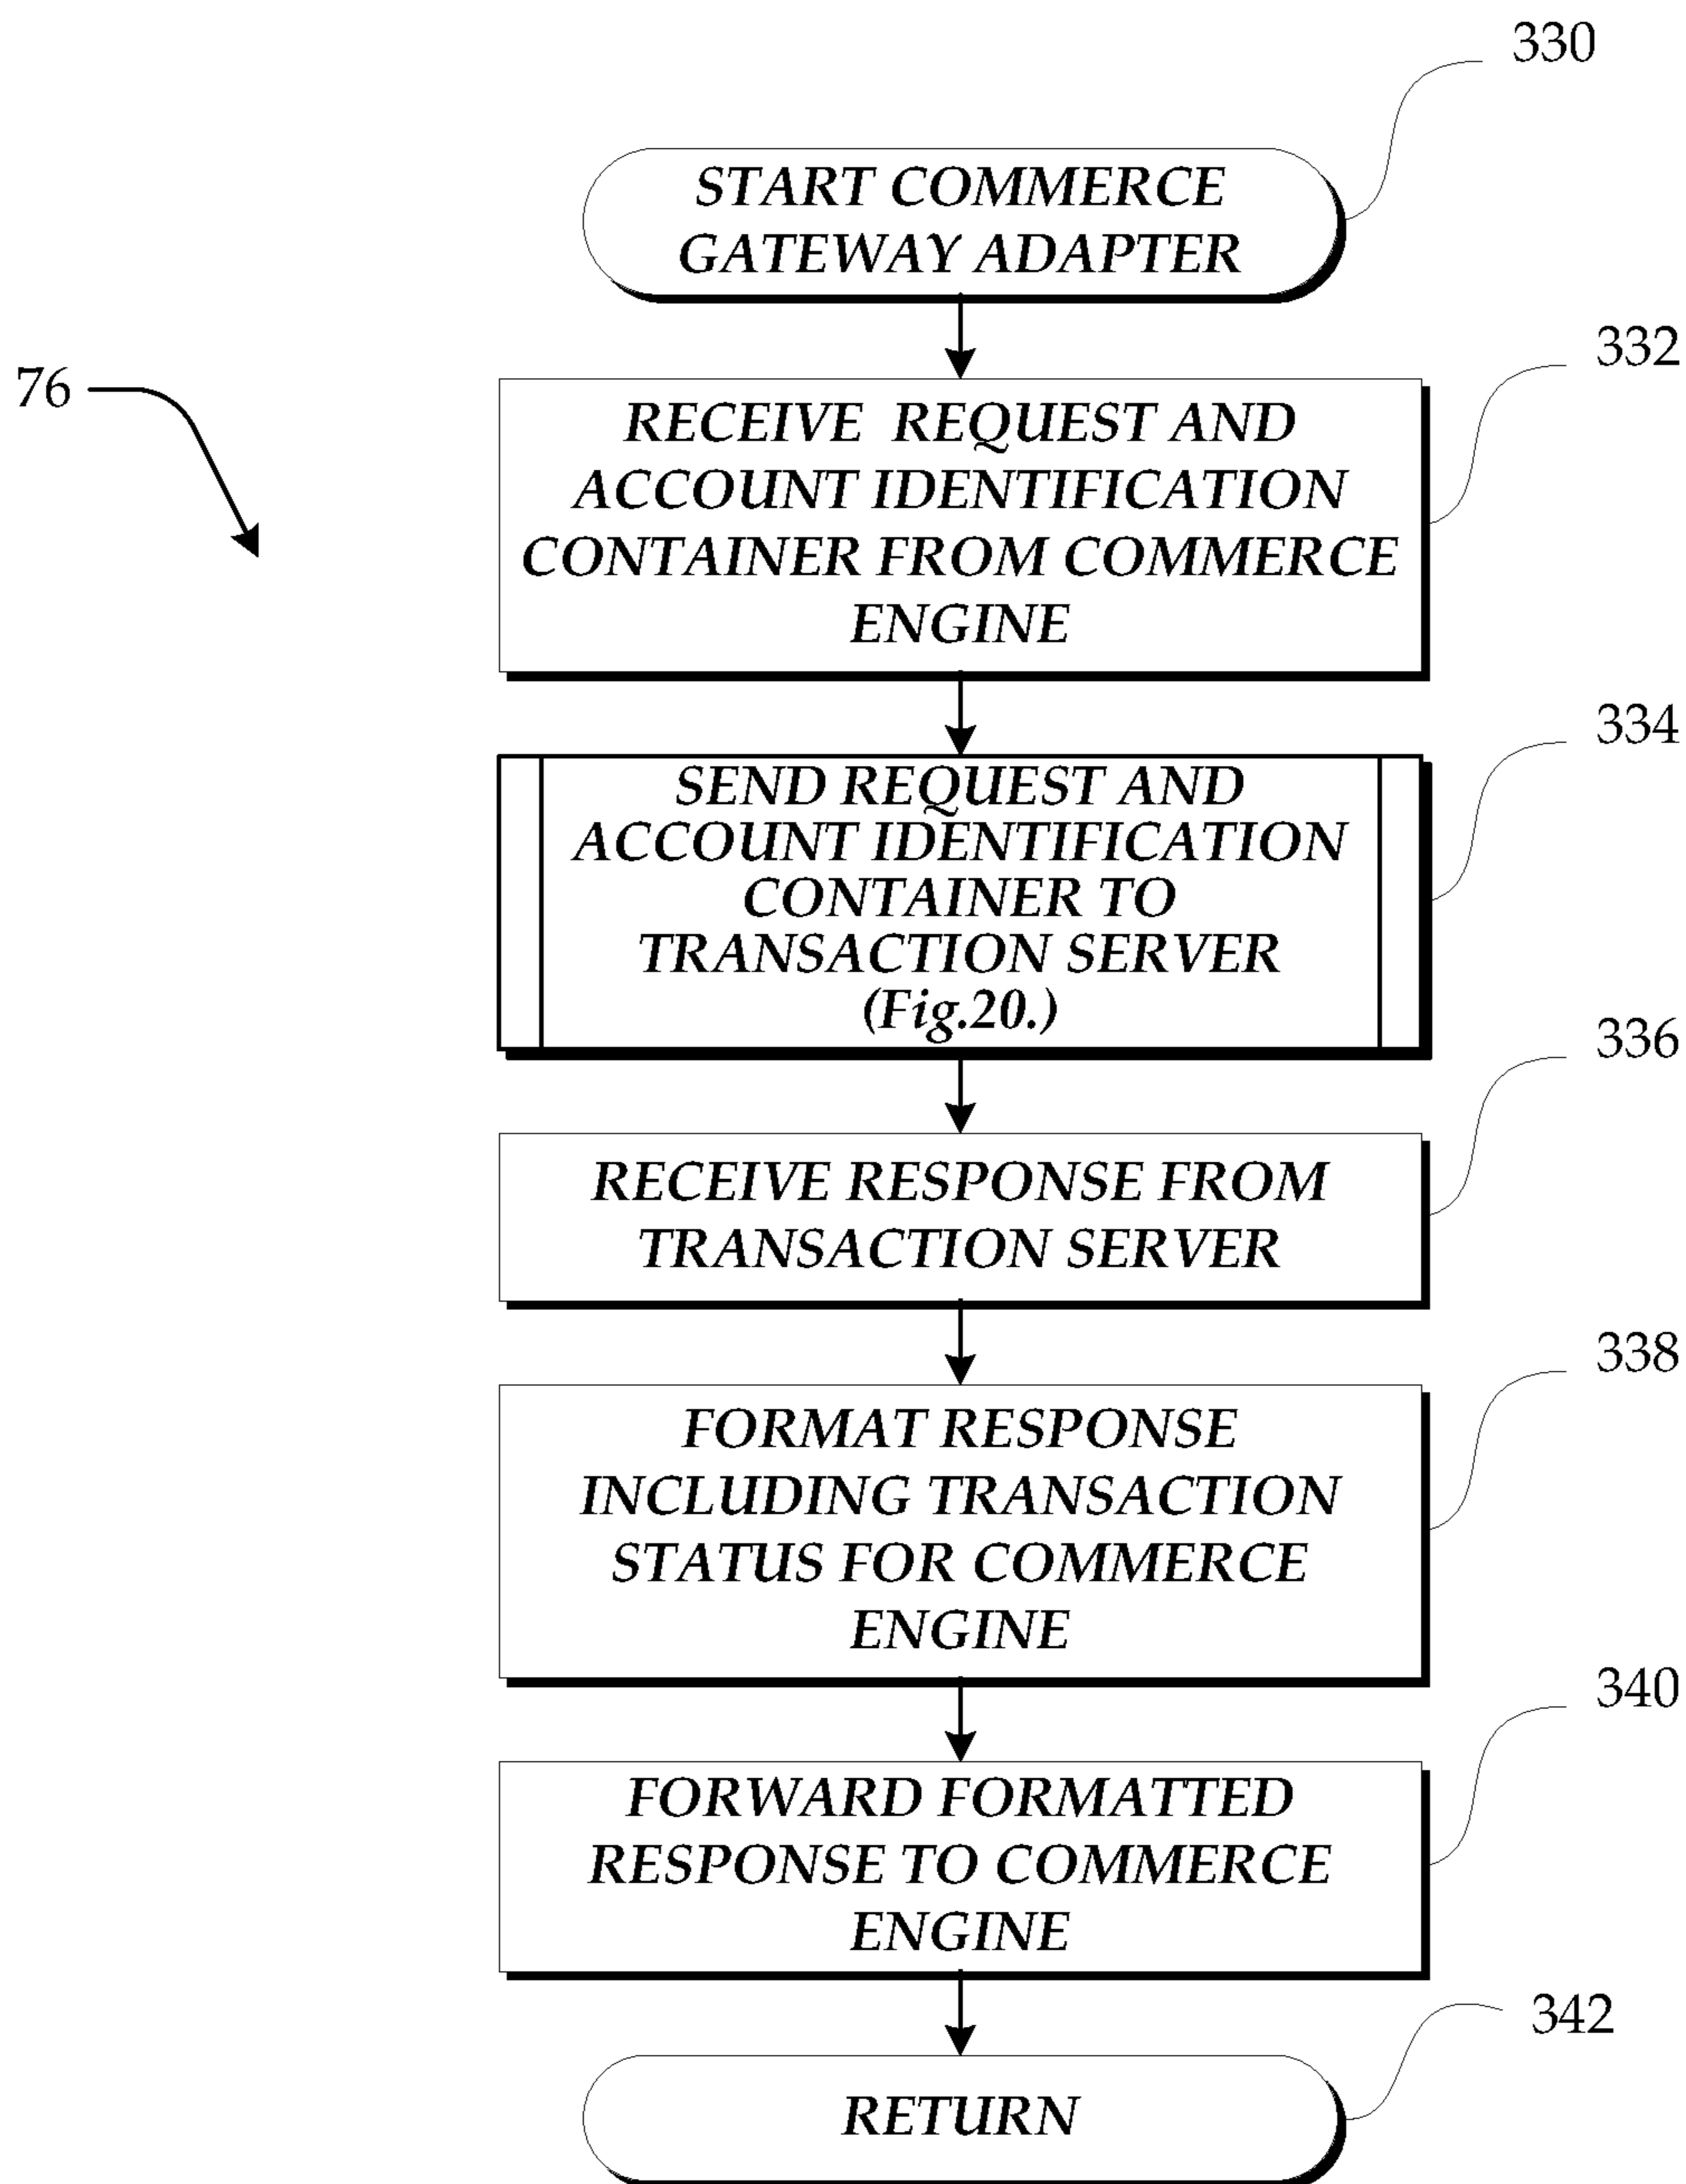 330
START COMMERCE
GATEWAY ADAPTER
332
76
RECEIVE REQUEST AND
ACCOUNT IDENTIFICATION
CONTAINER FROM COMMERCE
ENGINE
334
SEND REQUEST AND
ACCOUNT IDENTIFICATION
CONTAINER TO
TRANSACTION SERVER
(Fig.20.)
336
RECEIVE RESPONSE FROM
TRANSACTION SERVER
338
FORMAT RESPONSE
INCLUDING TRANSACTION
STATUS FOR COMMERCE
ENGINE
340
FORWARD FORMATTED
RESPONSE TO COMMERCE
ENGINE
342
RETURN